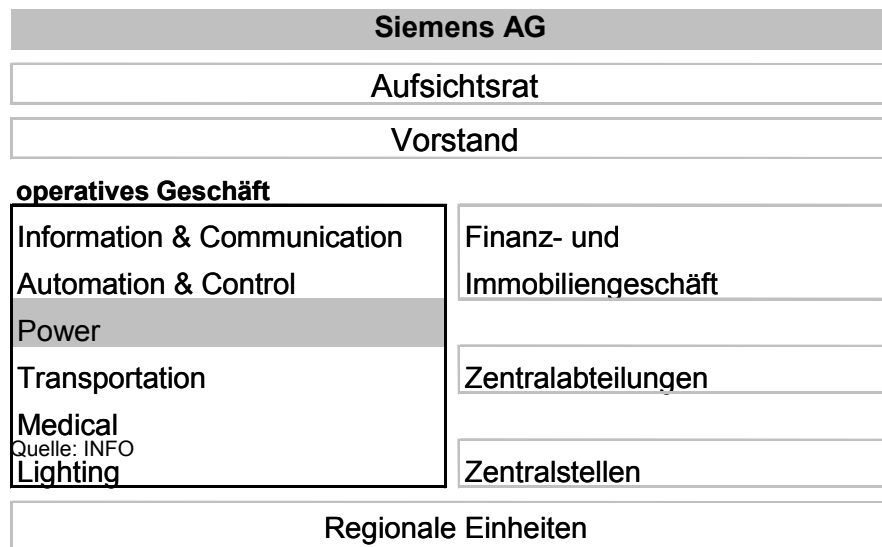 Siemens AG
Aufsichtsrat
Vorstand
operatives Geschäft
Information & Communication
Automation & Control
Power
Transportation
Medical
Quelle: INFO
Lighting
Finanz- und
Immobiliengeschäft
Zentralabteilungen
Zentralstellen
Regionale Einheiten